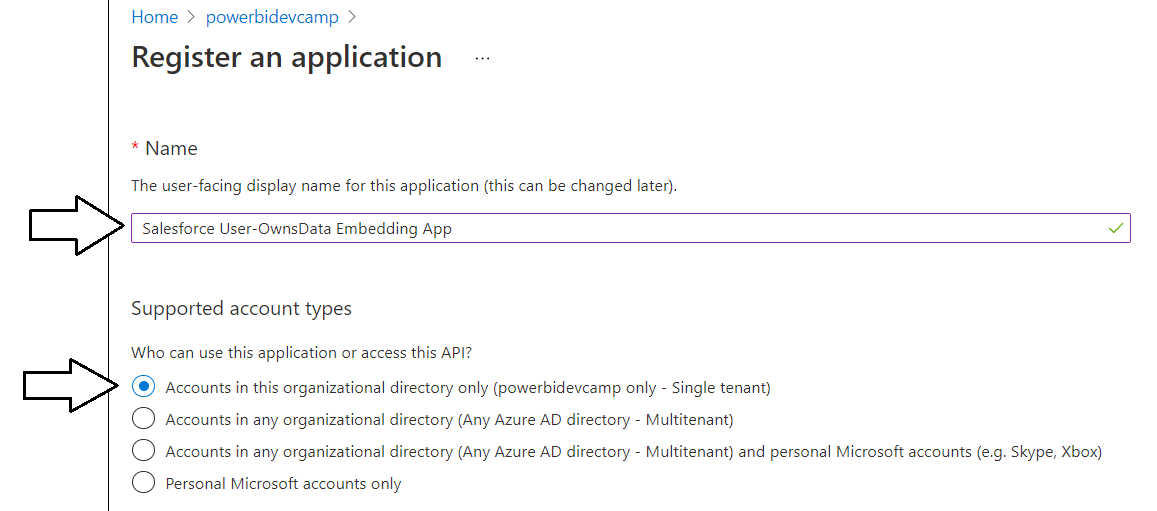 Home > powerbidevcamp >
Register an application ...
* Name
The user-facing display name for this application (this can be changed later).
Salesforce User-OwnsData Embedding App
Supported account types
Who can use this application or access this API?
Accounts in this organizational directory only (powerbidevcamp only - Single tenant)
Accounts in any organizational directory (Any Azure AD directory - Multitenant)
Accounts in any organizational directory (Any Azure AD directory - Multitenant) and personal Microsoft accounts (e.g. Skype, Xbox)
Personal Microsoft accounts only